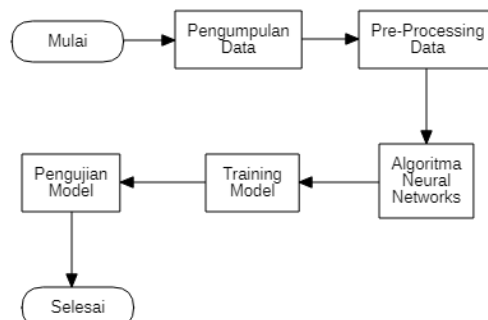 Mulai
Pengumpulan
Data
Pre-Processing
Data
Algoritma
Neural
Networks
Training
Model
Pengujian
Model
Selesai